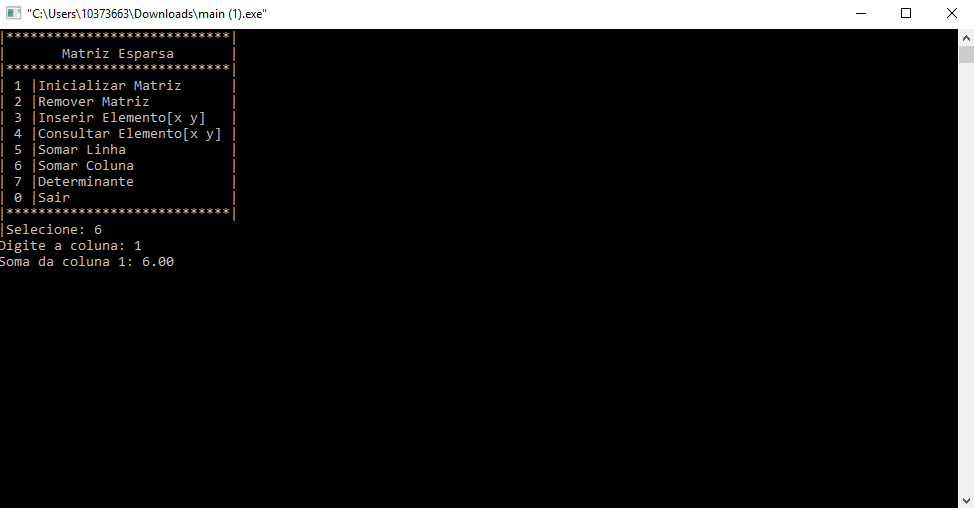 "C:\Users\10373663\Downloads\main (1).exe"
|****************************|
|       Matriz Esparsa       |
|****************************|
| 1 |Inicializar Matriz      |
| 2 |Remover Matriz          |
| 3 |Inserir Elemento[x y]   |
| 4 |Consultar Elemento[x y] |
| 5 |Somar Linha             |
| 6 |Somar Coluna            |
| 7 |Determinante            |
| 0 |Sair                    |
|****************************|
|Selecione: 6
Digite a coluna: 1
Soma da coluna 1: 6.00